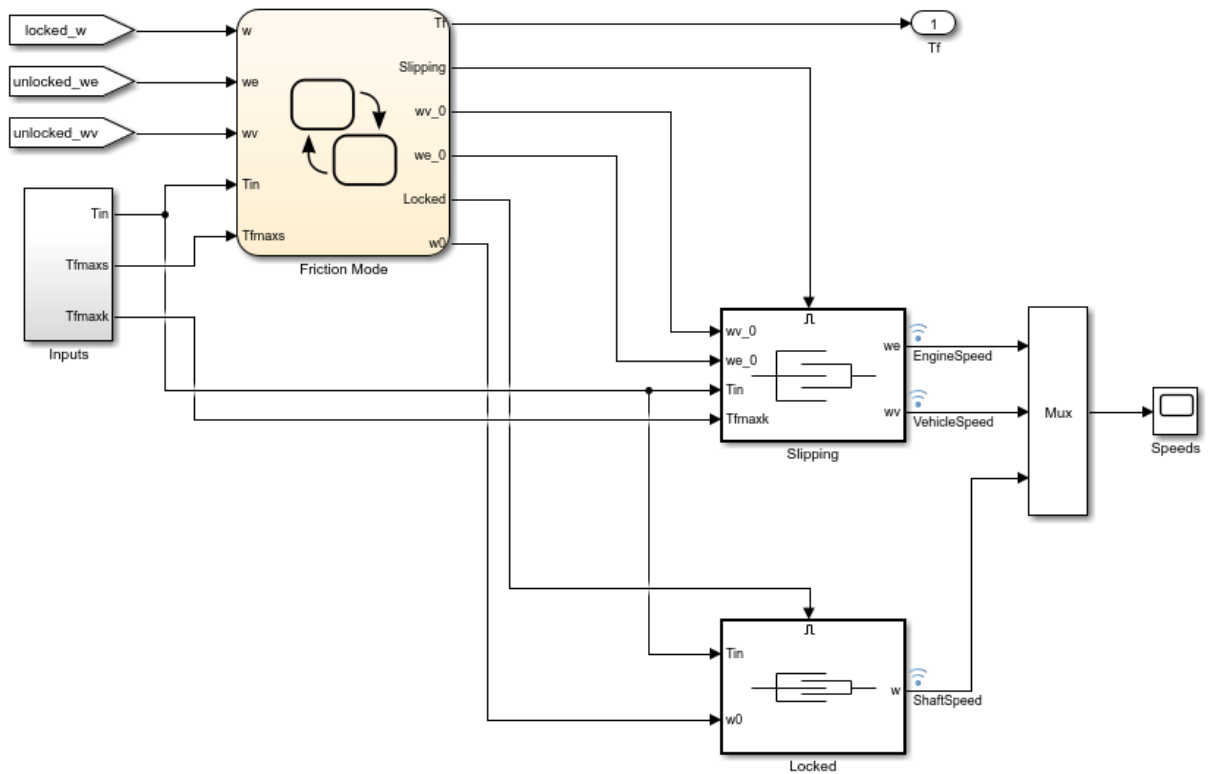 locked_w
unlocked_we
unlocked_wv
w
we
wv
Tin
Tfmaxs
Tf
Slipping
wv_0
we_0
Locked
w0
Friction Mode
1
Tf
Tin
Tfmaxs
Tfmaxk
Inputs
wv_0
we_0
Tin
Tfmaxk
we
wv
Slipping
EngineSpeed
VehicleSpeed
Mux
Speeds
Tin
w0
w
Locked
ShaftSpeed